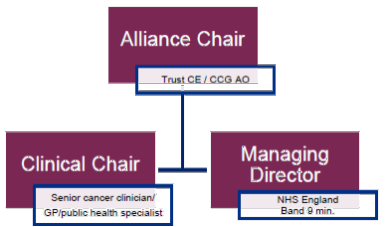 Alliance Chair
Trust CE / CCG AO
Clinical Chair
Senior cancer clinician/
GP/public health specialist
Managing
Director
NHS England
Band 9 min.